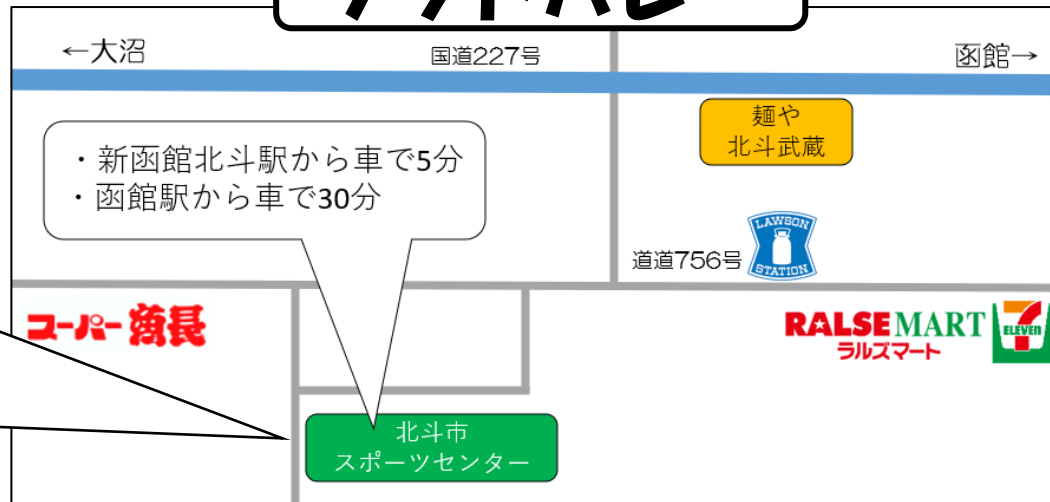 ←大沼
国道227号
函館→
麺や
北斗武蔵
・新函館北斗駅から車で5分
・函館駅から車で30分
LAWSON
STATION
道道756号
スーパー 魚長
RALSE MART
ラルズマート
ELEVEN
北斗市
スポーツセンター